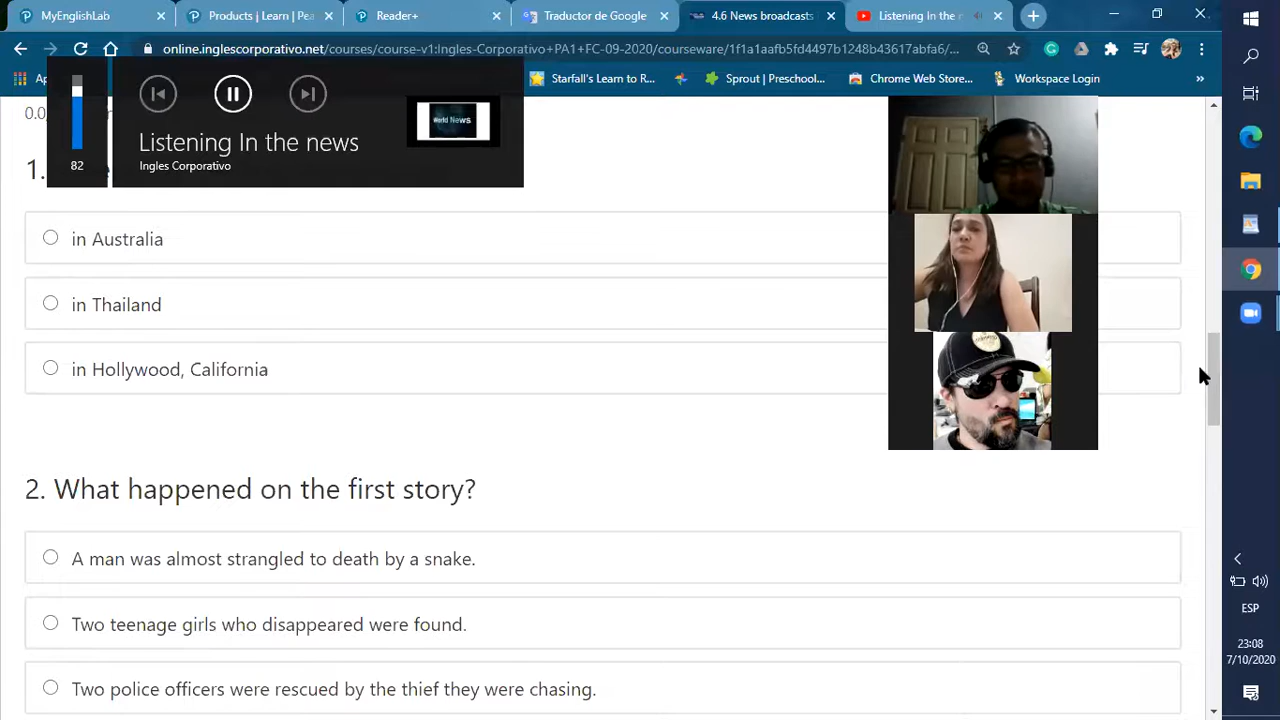 MyEnglishLab
Products | Learn | Pea
Reader+
Traductor de Google
4.6 News broadcasts
Listening In the n
online.inglescorporativo.net/courses/course-v1:Ingles-Corporativo+PA1+FC-09-2020/courseware/1f1a1aafb5fd4497b1248b43617abfa6/...
Starfall's Learn to R...
Sprout | Preschool...
Chrome Web Store...
Workspace Login
»
0.0
82
Listening In the news
Ingles Corporativo
World News
1.
in Australia
in Thailand
in Hollywood, California
2. What happened on the first story?
A man was almost strangled to death by a snake.
Two teenage girls who disappeared were found.
Two police officers were rescued by the thief they were chasing.
ESP
23:08
7/10/2020